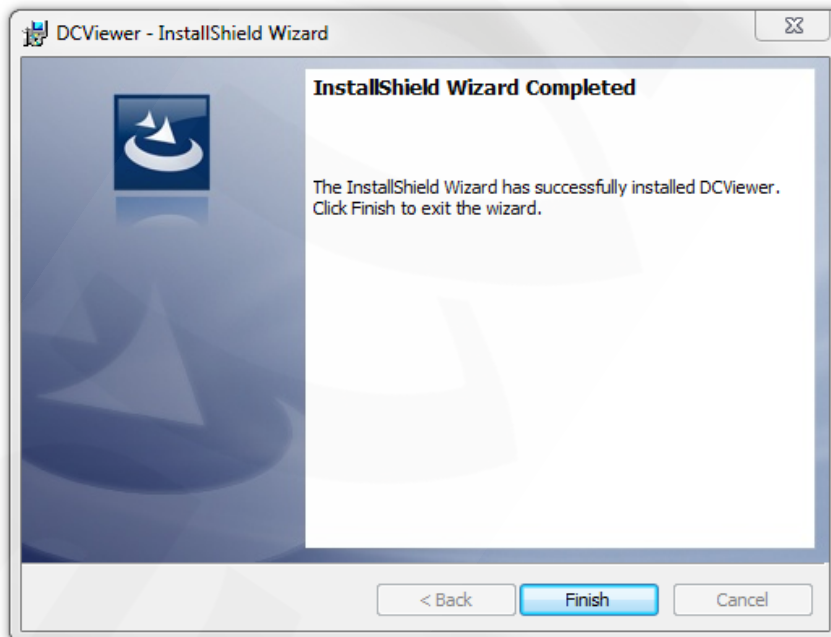 DCViewer - InstallShield Wizard
InstallShield Wizard Completed
The InstallShield Wizard has successfully installed DCViewer.
Click Finish to exit the wizard.
< Back Finish Cancel